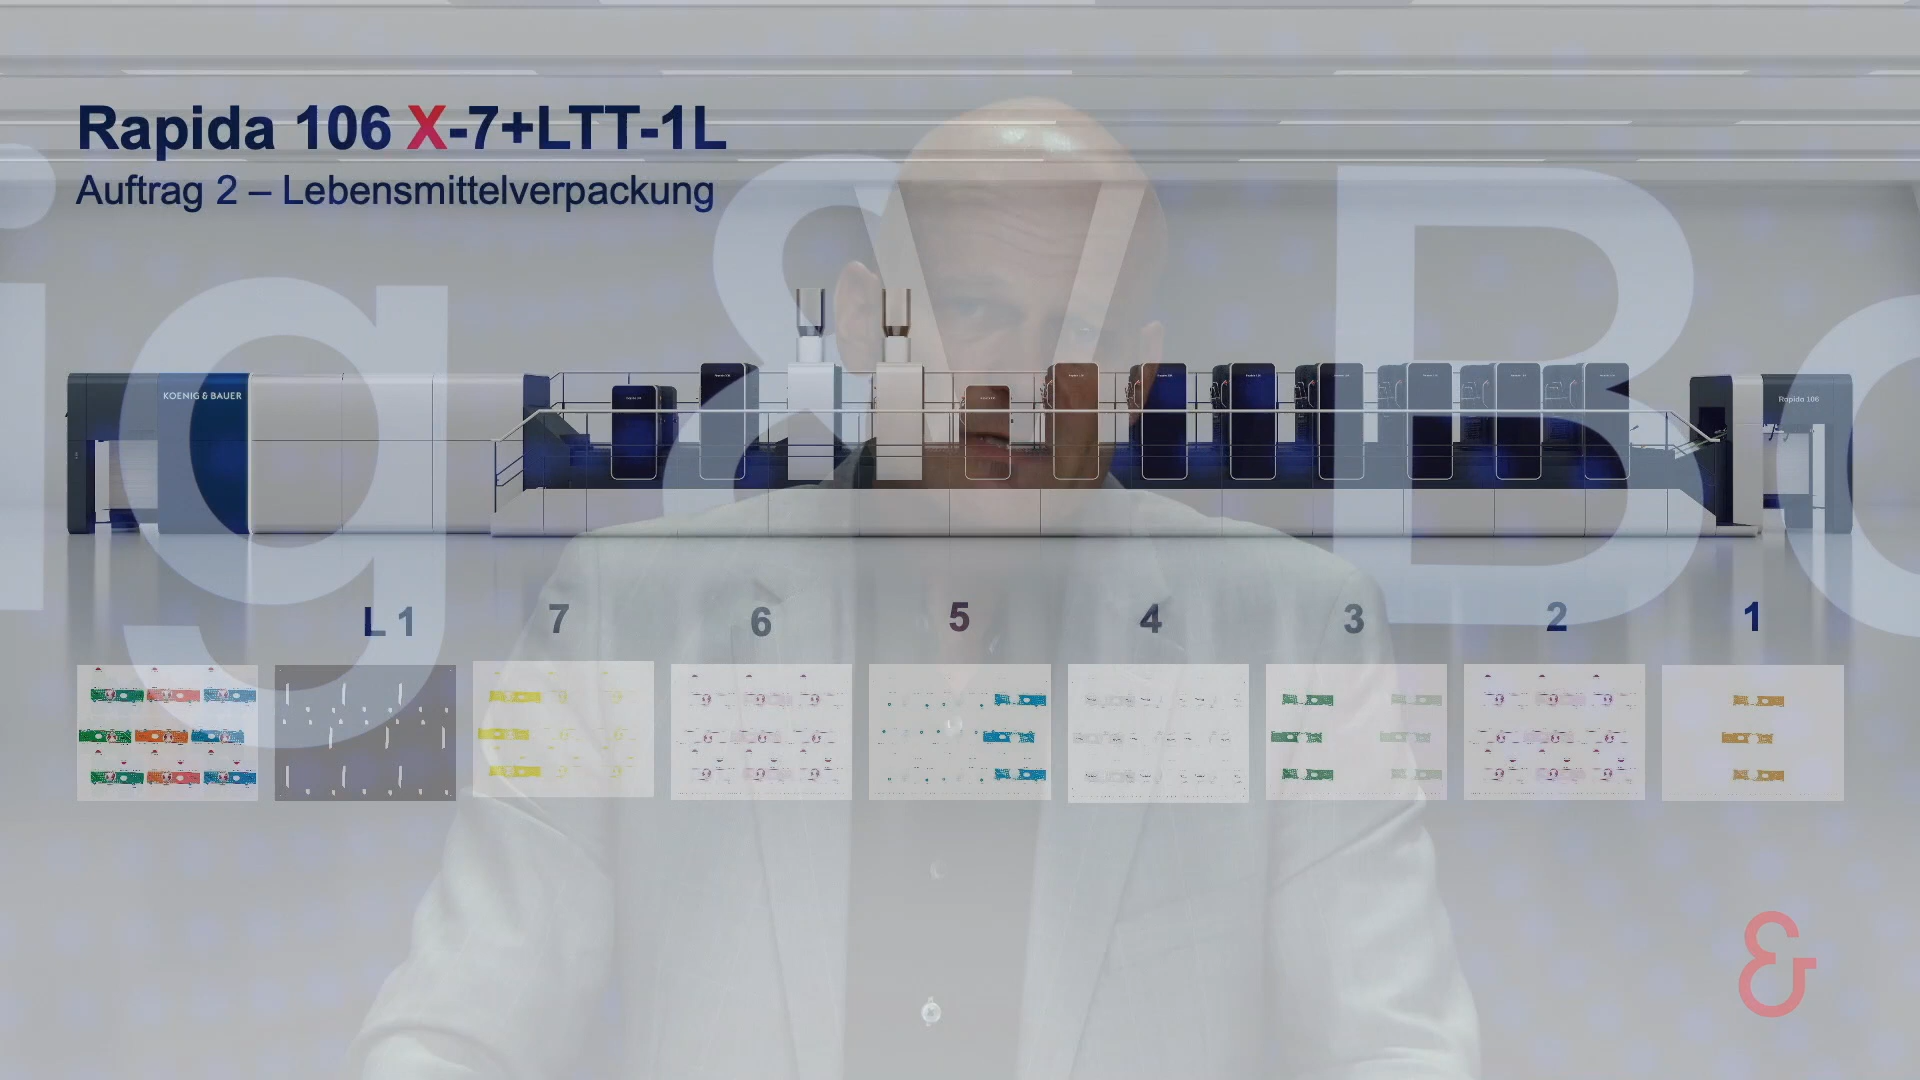 Rapida 106 X-7+LTT-1L
Auftrag 2 – Lebensmittelverpackung
ig & B
KOENIG & BAUER
Rapida 106
L 1 7 6 5 4 3 2 1
&